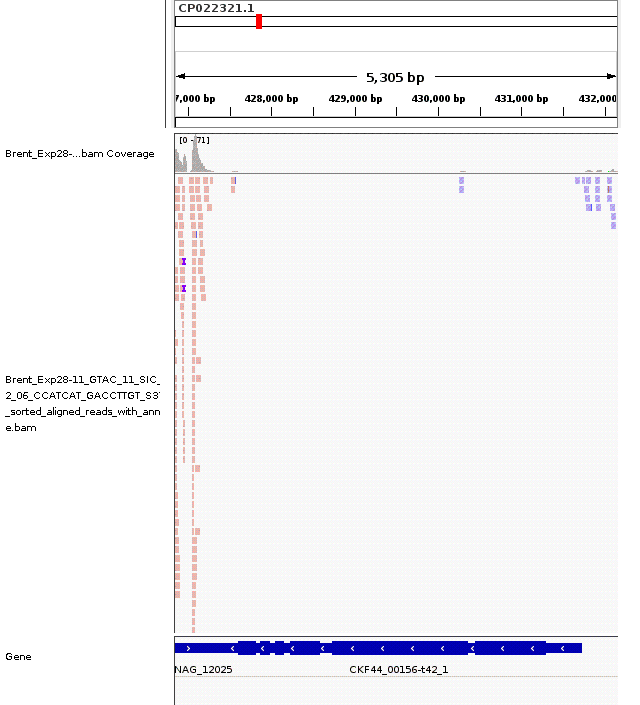 CP022321.1
5,305 bp
7,000 bp 428,000 bp 429,000 bp 430,000 bp 431,000 bp 432,000
[0 - 71]
Brent_Exp28-...bam Coverage
Brent_Exp28-11_GTAC_11_SIC_
2_06_CCATCAT_GACCTTGT_S3
_sorted_aligned_reads_with_ann
e.bam
Gene
NAG_12025 CKF44_00156-t42_1